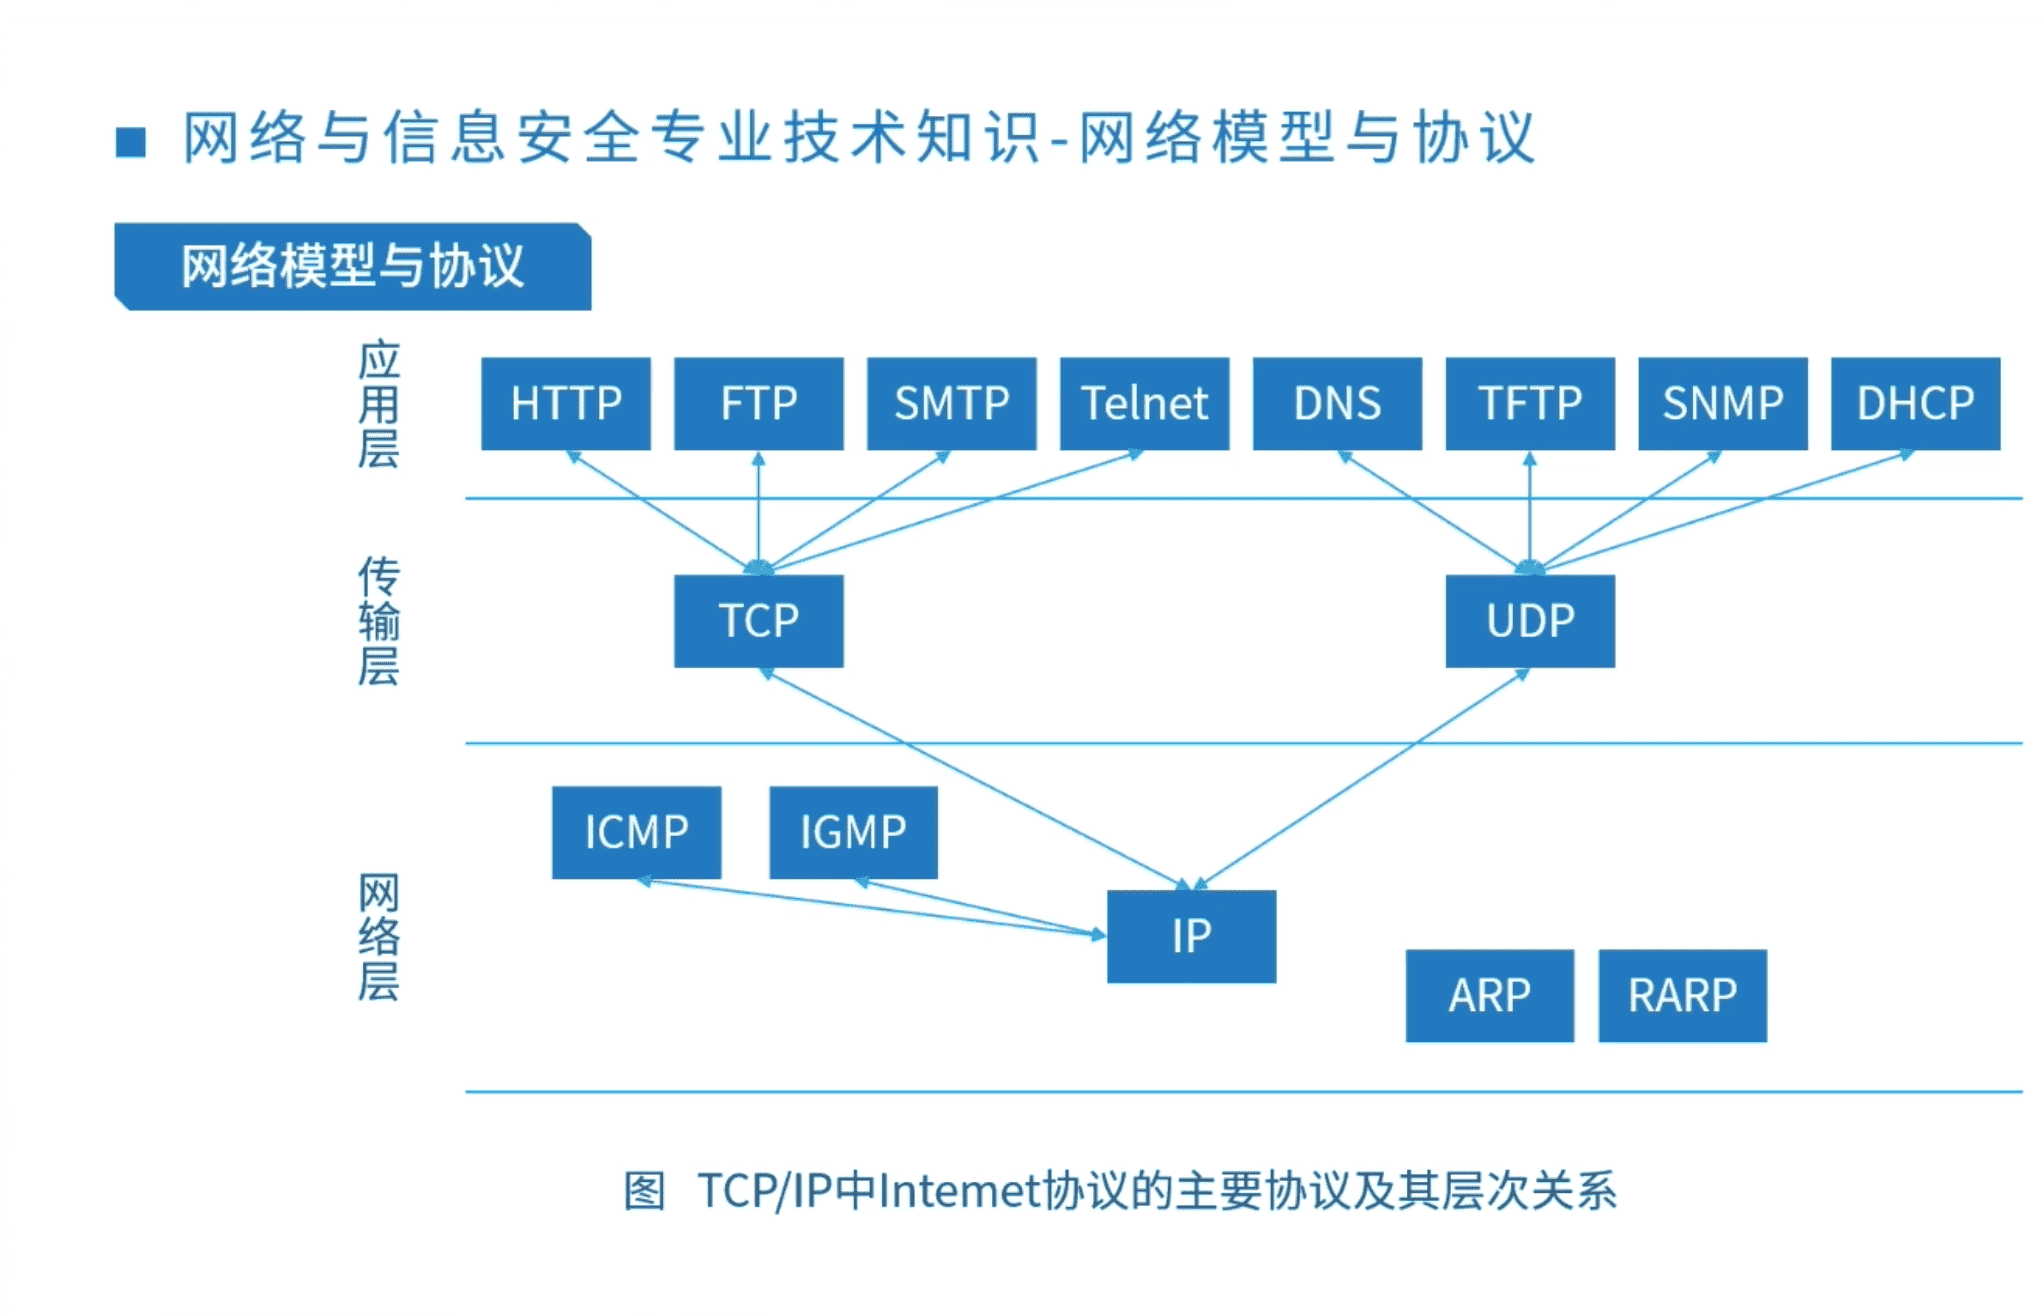 网络与信息安全专业技术知识-网络模型与协议
网络模型与协议
应用层
HTTP
FTP
SMTP
Telnet
DNS
TFTP
SNMP
DHCP
传输层
TCP
UDP
网络层
ICMP
IGMP
IP
ARP
RARP
图 TCP/IP中Intemet协议的主要协议及其层次关系